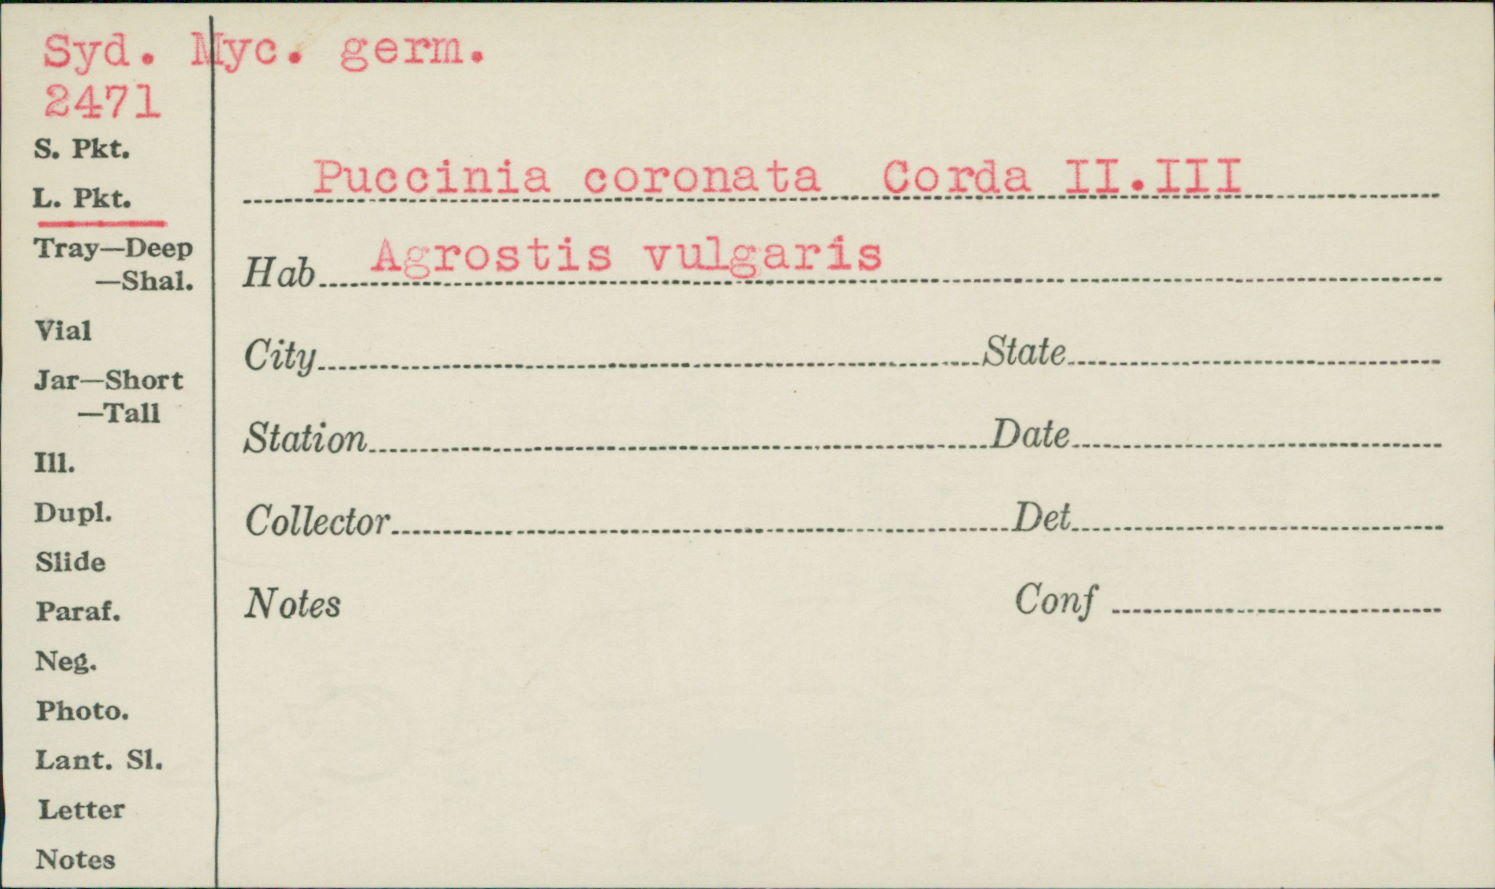 Syd. Myc. germ.
2471
S. Pkt.
L. Pkt.
Puccinia coronata Corda II.III
Tray—Deep
—Shal.
Hab Agrostis vulgaris
Vial
City State
Jar—Short
—Tall
Station Date
Ill.
Dupl.
Collector Det
Slide
Paraf.
Notes Conf
Neg.
Photo.
Lant. Sl.
Letter
Notes